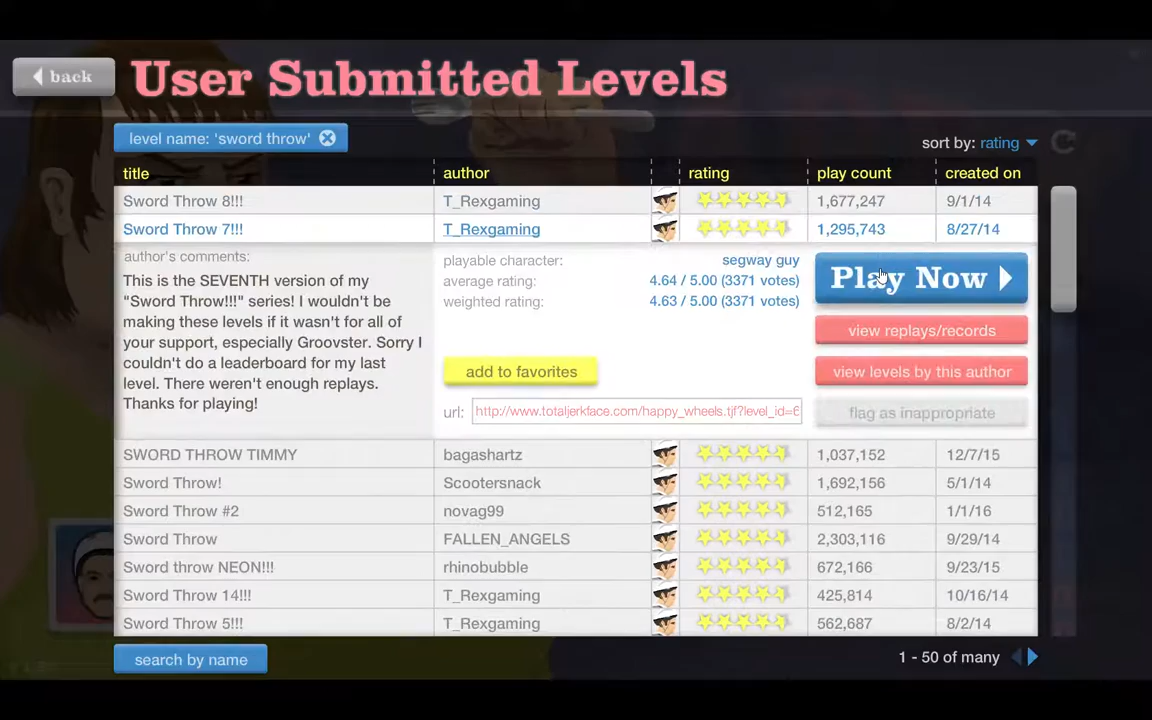 back
User Submitted Levels
level name: 'sword throw'
sort by: rating
title author rating play count created on
Sword Throw 8!!! T_Rexgaming 1,677,247 9/1/14
Sword Throw 7!!! T_Rexgaming 1,295,743 8/27/14
author's comments:
This is the SEVENTH version of my
"Sword Throw!!!" series! I wouldn't be
making these levels if it wasn't for all of
your support, especially Groovster. Sorry I
couldn't do a leaderboard for my last
level. There weren't enough replays.
Thanks for playing!
playable character: segway guy
average rating: 4.64 / 5.00 (3371 votes)
weighted rating: 4.63 / 5.00 (3371 votes)
add to favorites
url: http://www.totaljerkface.com/happy_wheels.tjf?level_id=6
Play Now
view replays/records
view levels by this author
flag as inappropriate
SWORD THROW TIMMY bagashartz 1,037,152 12/7/15
Sword Throw! Scootersnack 1,692,156 5/1/14
Sword Throw #2 novag99 512,165 1/1/16
Sword Throw FALLEN_ANGELS 2,303,116 9/29/14
Sword throw NEON!!! rhinobubble 672,166 9/23/15
Sword Throw 14!!! T_Rexgaming 425,814 10/16/14
Sword Throw 5!!! T_Rexgaming 562,687 8/2/14
search by name
1 - 50 of many